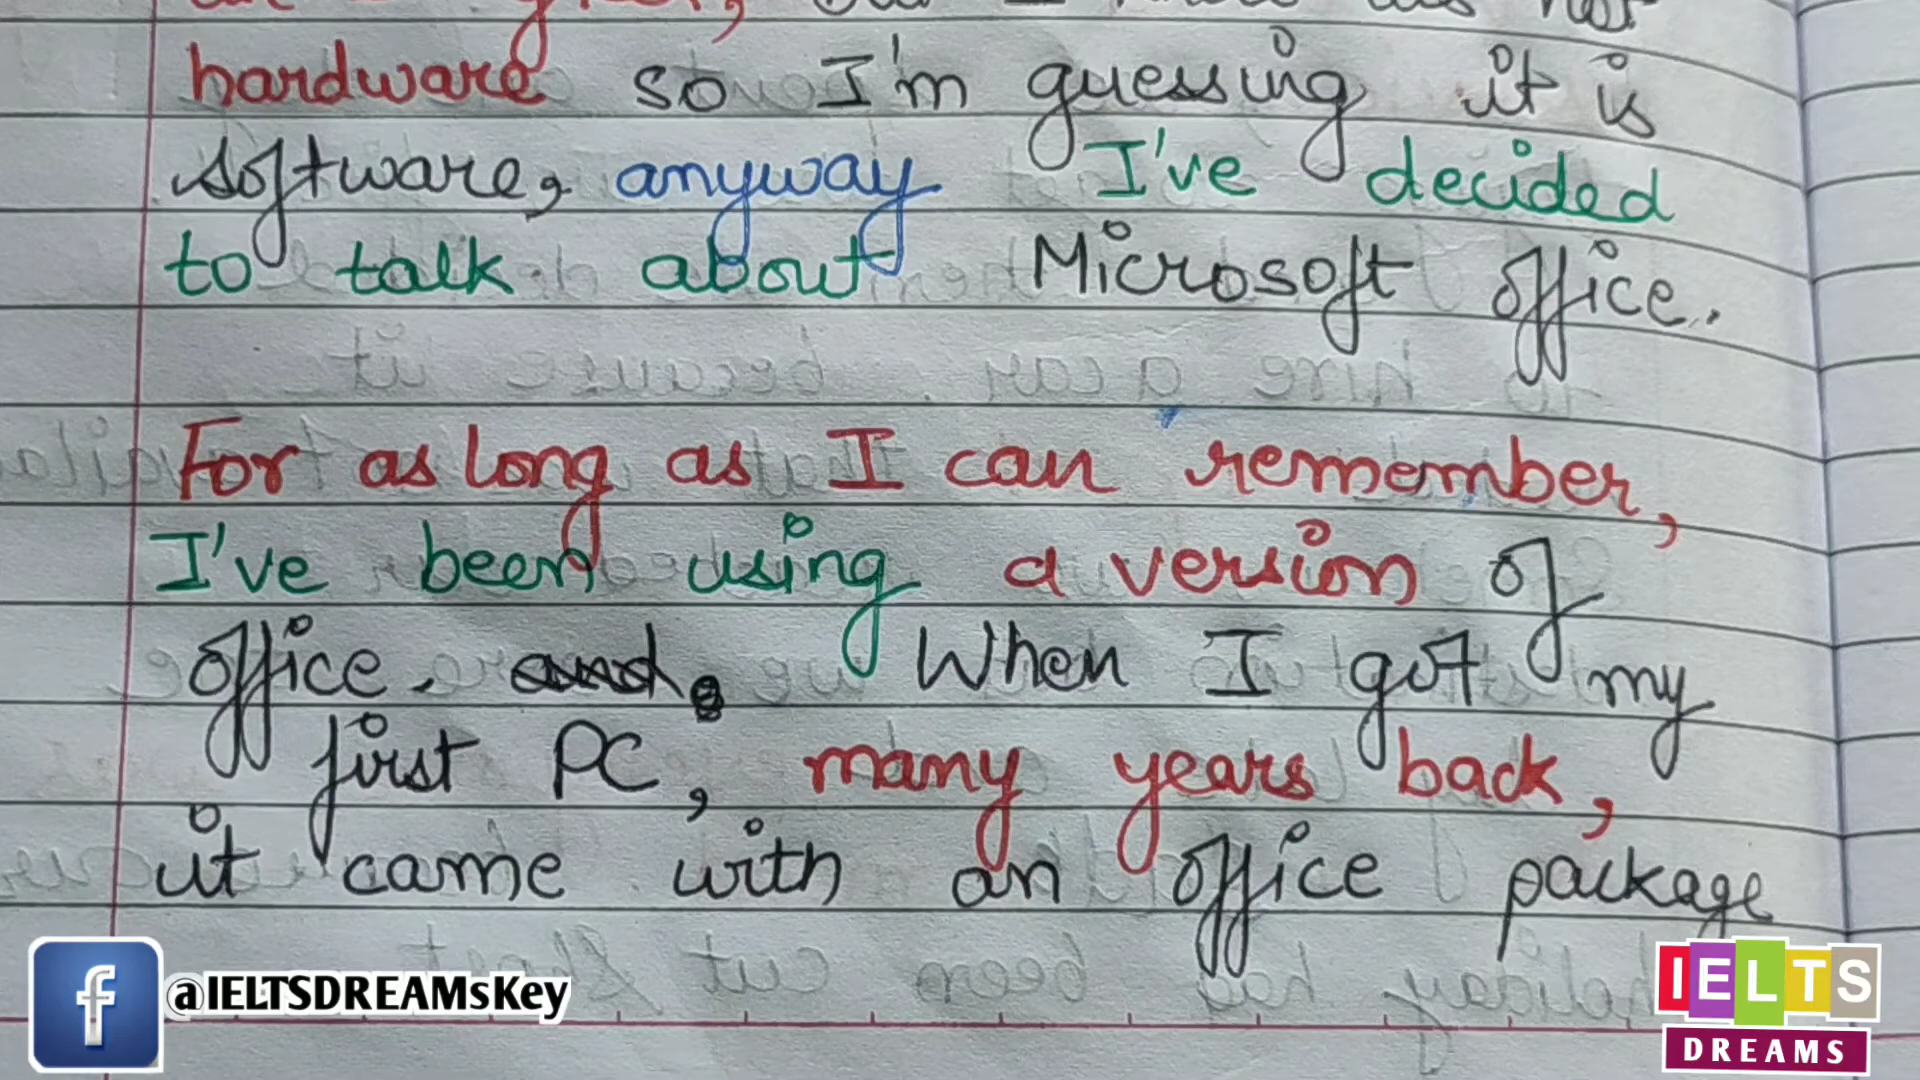 hardware so I'm guessing it is
software, anyway I've decided
to talk about Microsoft office.
For as long as I can remember,
I've been using a version of
office. When I got my
first PC, many years back,
it came with an office package
@IELTSDREAMsKey
IELTS
DREAMS